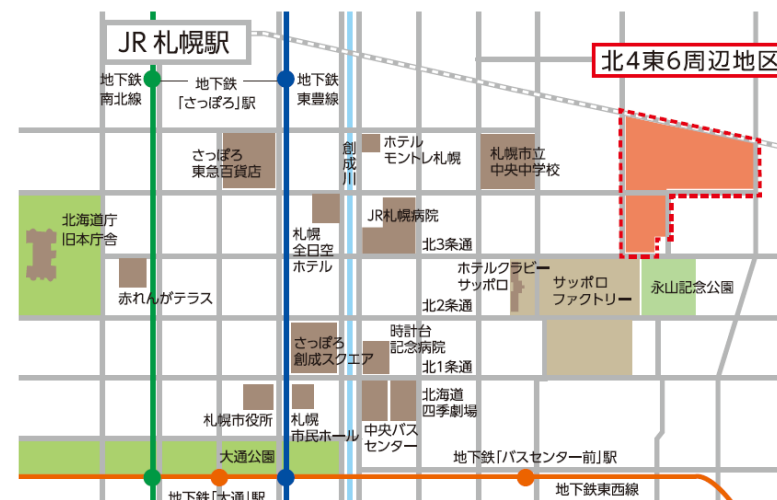 JR 札幌駅
北4東6周辺地区
地下鉄
南北線
地下鉄
「さっぽろ」駅
地下鉄
東豊線
さっぽろ
東急百貨店
創成川
ホテル
モントレ札幌
札幌市立
中央中学校
北海道庁
旧本庁舎
札幌
全日空
ホテル
JR札幌病院
北3条通
赤れんがテラス
ホテルクラビー
サッポロ
サッポロ
ファクトリー
永山記念公園
北2条通
さっぽろ
創成スクエア
時計台
記念病院
北1条通
札幌市役所
札幌
市民ホール
中央バス
センター
北海道
四季劇場
大通公園
地下鉄「バスセンター前」駅
地下鉄「大通」駅
地下鉄東西線